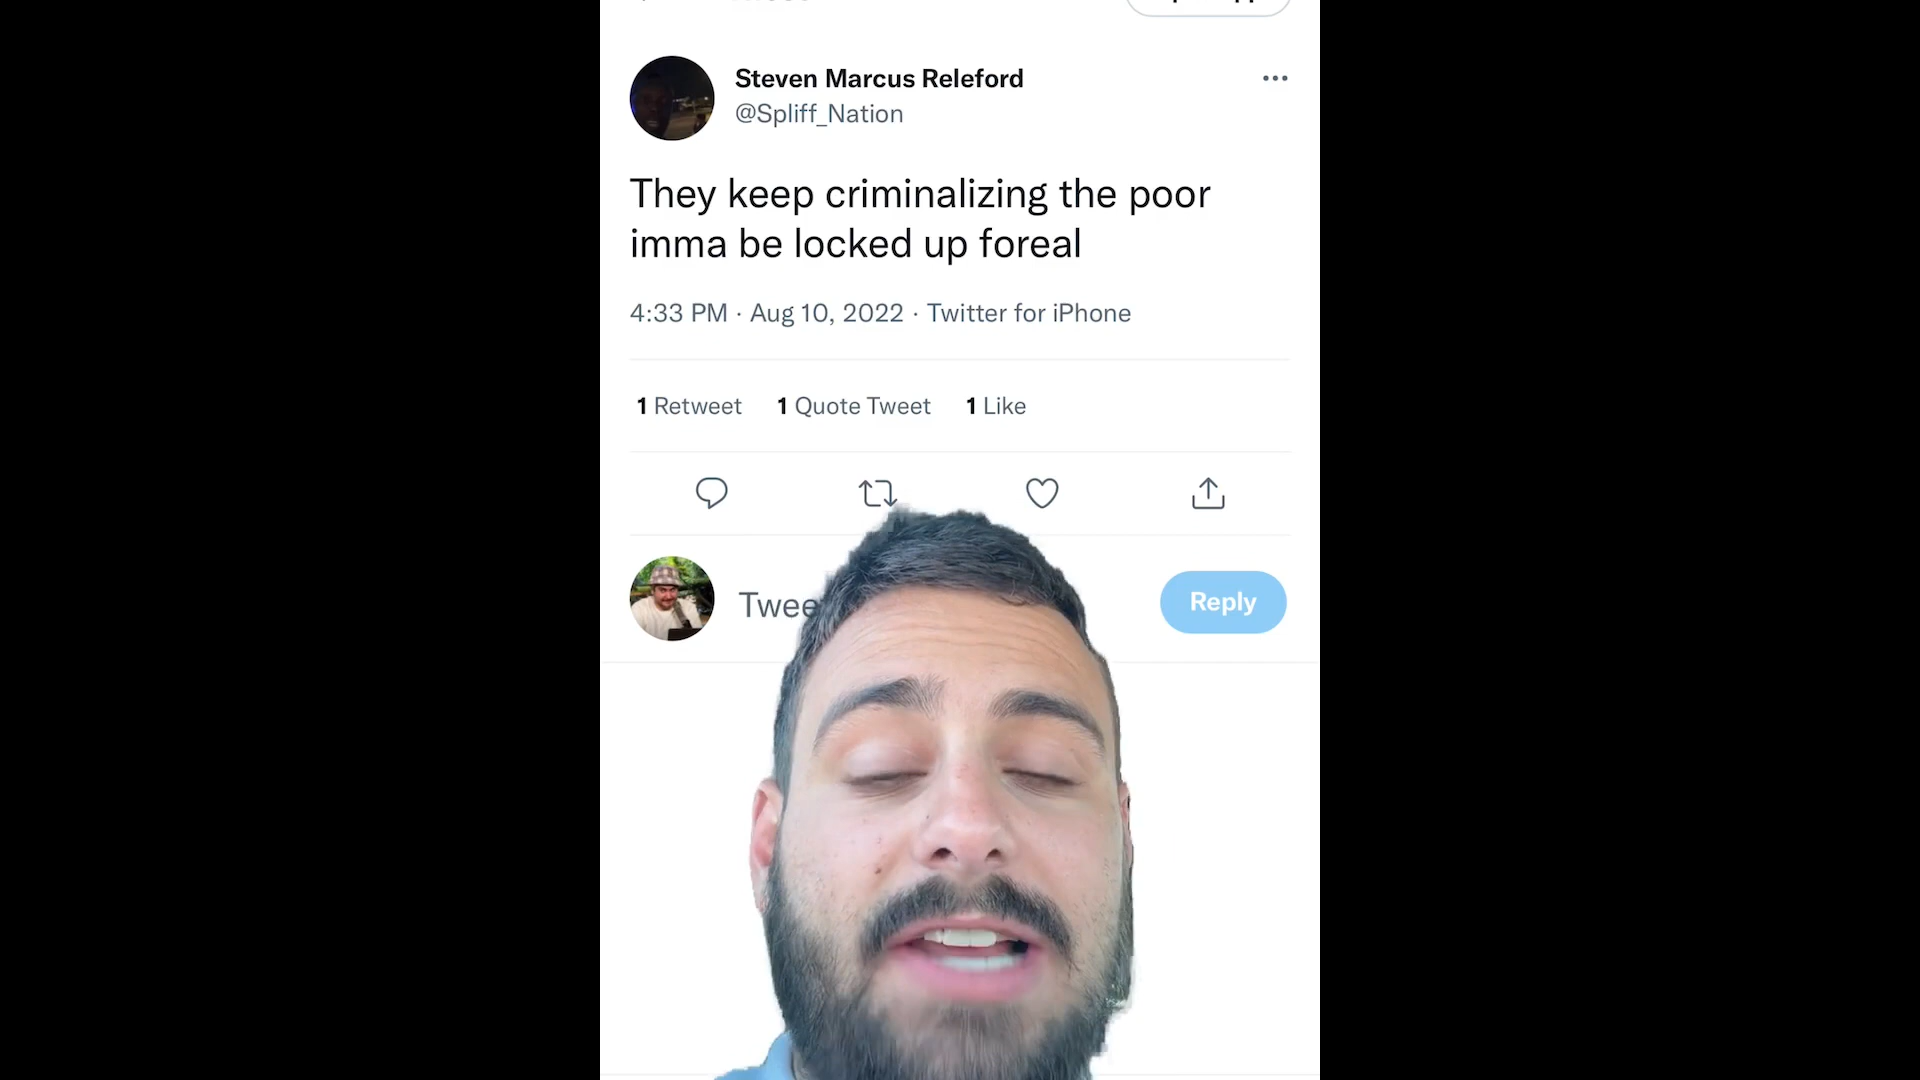 Steven Marcus Releford
@Spliff_Nation
They keep criminalizing the poor
imma be locked up foreal
4:33 PM · Aug 10, 2022 · Twitter for iPhone
1 Retweet 1 Quote Tweet 1 Like
Reply